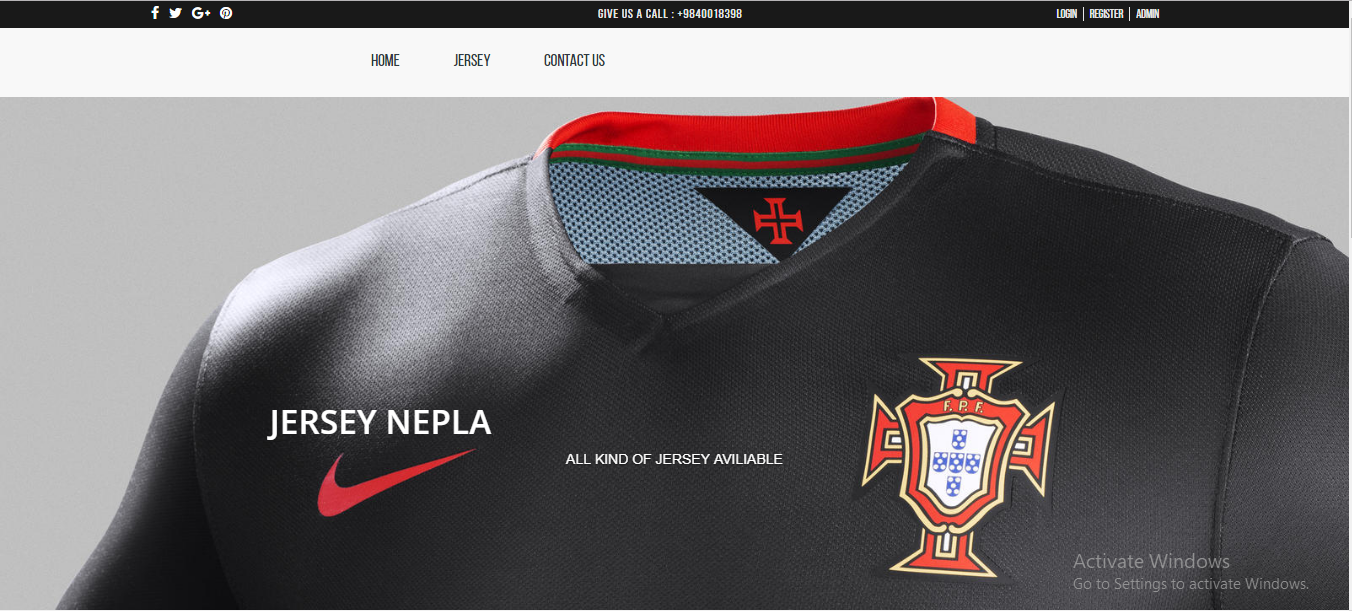 GIVE US A CALL : +9840018398
LOGIN | REGISTER | ADMIN
HOME
JERSEY
CONTACT US
F. P. F.
JERSEY NEPLA
ALL KIND OF JERSEY AVILIABLE
Activate Windows
Go to Settings to activate Windows.